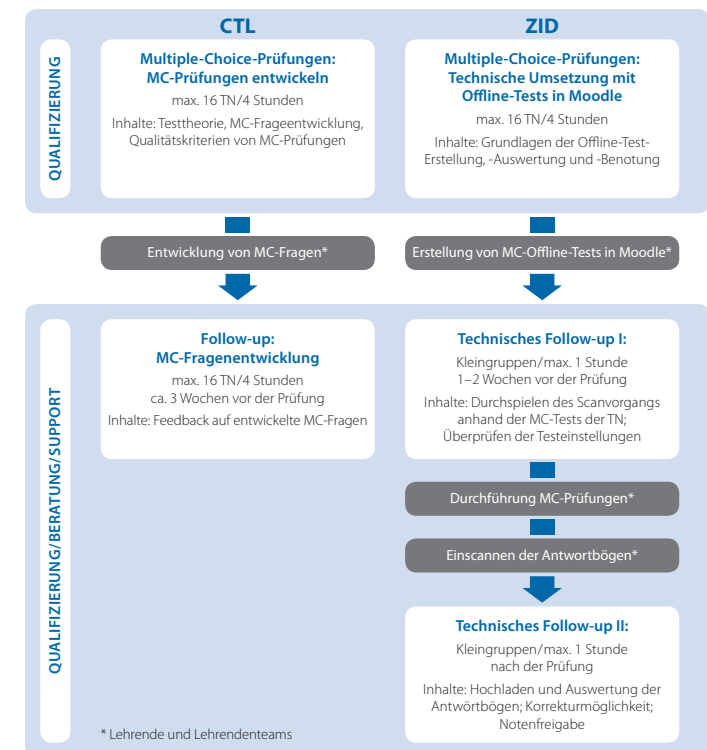 CTL
ZID
QUALIFIZIERUNG
Multiple-Choice-Prüfungen:
MC-Prüfungen entwickeln
max. 16 TN/4 Stunden
Inhalte: Testtheorie, MC-Frageentwicklung,
Qualitätskriterien von MC-Prüfungen
Multiple-Choice-Prüfungen:
Technische Umsetzung mit
Offline-Tests in Moodle
max. 16 TN/4 Stunden
Inhalte: Grundlagen der Offline-Test-
Erstellung, -Auswertung und -Benotung
Entwicklung von MC-Fragen*
Erstellung von MC-Offline-Tests in Moodle*
QUALIFIZIERUNG/BERATUNG/SUPPORT
Follow-up:
MC-Fragenentwicklung
max. 16 TN/4 Stunden
ca. 3 Wochen vor der Prüfung
Inhalte: Feedback auf entwickelte MC-Fragen
Technisches Follow-up I:
Kleingruppen/max. 1 Stunde
1–2 Wochen vor der Prüfung
Inhalte: Durchspielen des Scanvorgangs
anhand der MC-Tests der TN;
Überprüfen der Testeinstellungen
Durchführung MC-Prüfungen*
Einscannen der Antwortbögen*
Technisches Follow-up II:
Kleingruppen/max. 1 Stunde
nach der Prüfung
Inhalte: Hochladen und Auswertung der
Antwörtbögen; Korrekturmöglichkeit;
Notenfreigabe
* Lehrende und Lehrendenteams